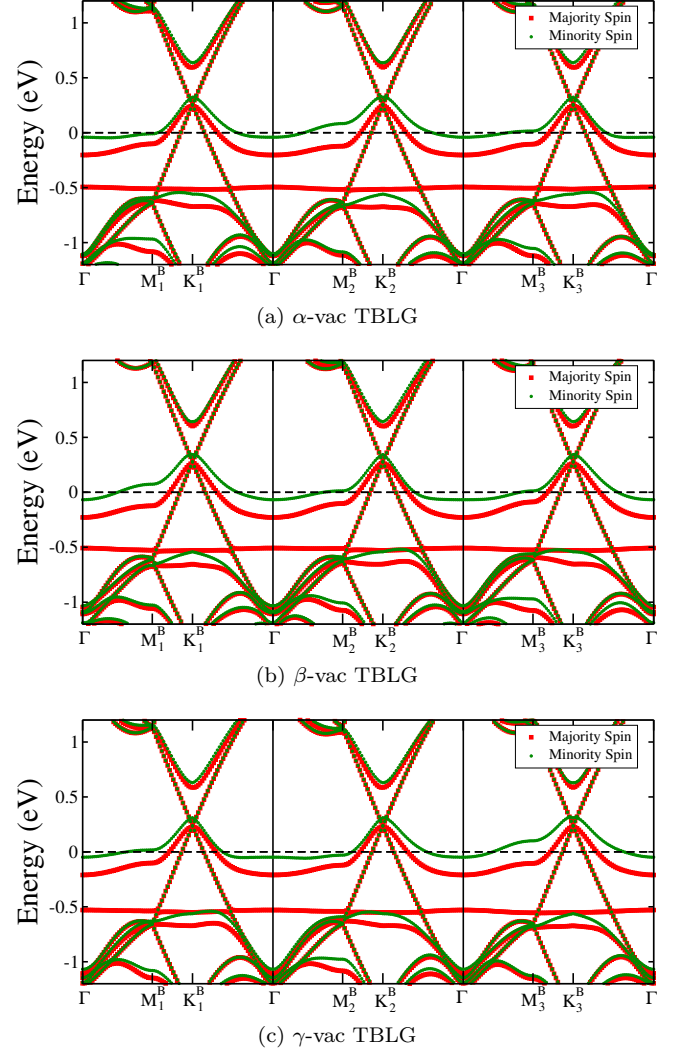 1
0.5
0
-0.5
-1
Energy (eV)
Majority Spin
Minority Spin
Γ M₁ᴮ K₁ᴮ Γ M₂ᴮ K₂ᴮ Γ M₃ᴮ K₃ᴮ Γ
(a) α-vac TBLG
1
0.5
0
-0.5
-1
Energy (eV)
Majority Spin
Minority Spin
Γ M₁ᴮ K₁ᴮ Γ M₂ᴮ K₂ᴮ Γ M₃ᴮ K₃ᴮ Γ
(b) β-vac TBLG
1
0.5
0
-0.5
-1
Energy (eV)
Majority Spin
Minority Spin
Γ M₁ᴮ K₁ᴮ Γ M₂ᴮ K₂ᴮ Γ M₃ᴮ K₃ᴮ Γ
(c) γ-vac TBLG